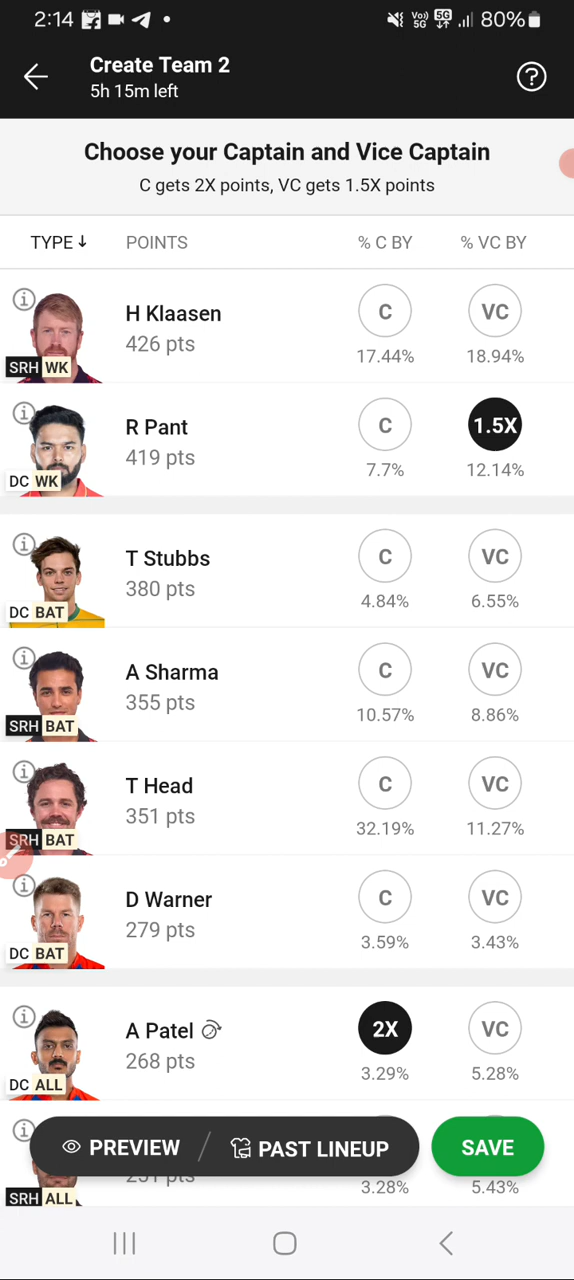 2:14 Vo) 5G 5G 80%
Create Team 2
5h 15m left
?
Choose your Captain and Vice Captain
C gets 2X points, VC gets 1.5X points
TYPE POINTS % C BY % VC BY
H Klaasen C VC
426 pts 17.44% 18.94%
SRH WK
R Pant C 1.5X
419 pts 7.7% 12.14%
DC WK
T Stubbs C VC
380 pts 4.84% 6.55%
DC BAT
A Sharma C VC
355 pts 10.57% 8.86%
SRH BAT
T Head C VC
351 pts 32.19% 11.27%
SRH BAT
D Warner C VC
279 pts 3.59% 3.43%
DC BAT
A Patel 2X VC
268 pts 3.29% 5.28%
DC ALL
PREVIEW PAST LINEUP SAVE
3.28% 5.43%
SRH ALL